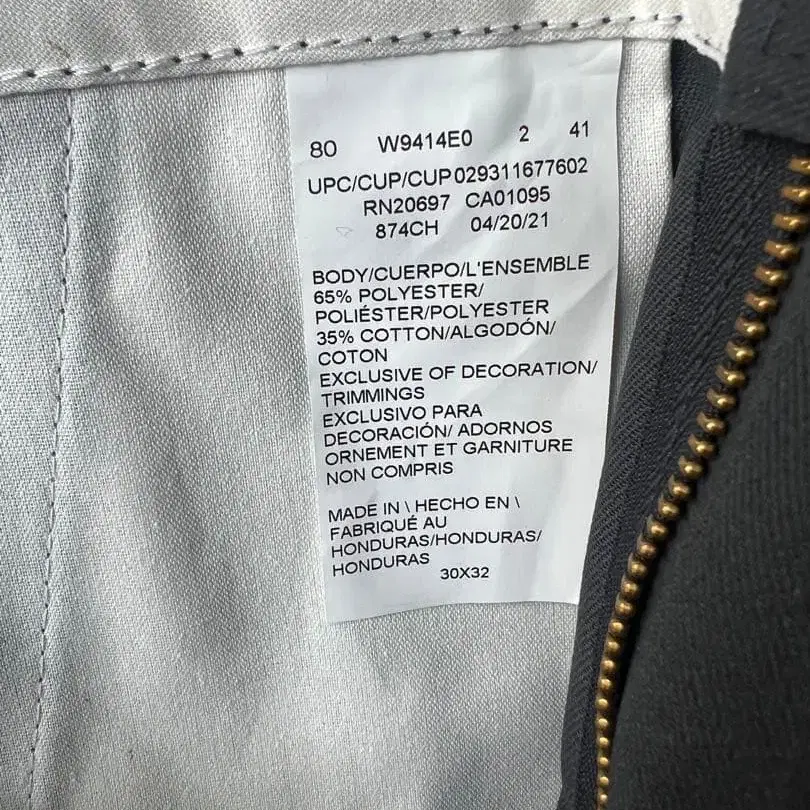 80 W9414E0 2 41
UPC/CUP/CUP029311677602
RN20697 CA01095
874CH 04/20/21
BODY/CUERPO/L'ENSEMBLE
65% POLYESTER/
POLIÉSTER/POLYESTER
35% COTTON/ALGODÓN/
COTON
EXCLUSIVE OF DECORATION/
TRIMMINGS
EXCLUSIVO PARA
DECORACIÓN/ ADORNOS
ORNEMENT ET GARNITURE
NON COMPRIS
MADE IN \ HECHO EN \
FABRIQUÉ AU
HONDURAS/HONDURAS/
HONDURAS
30X32